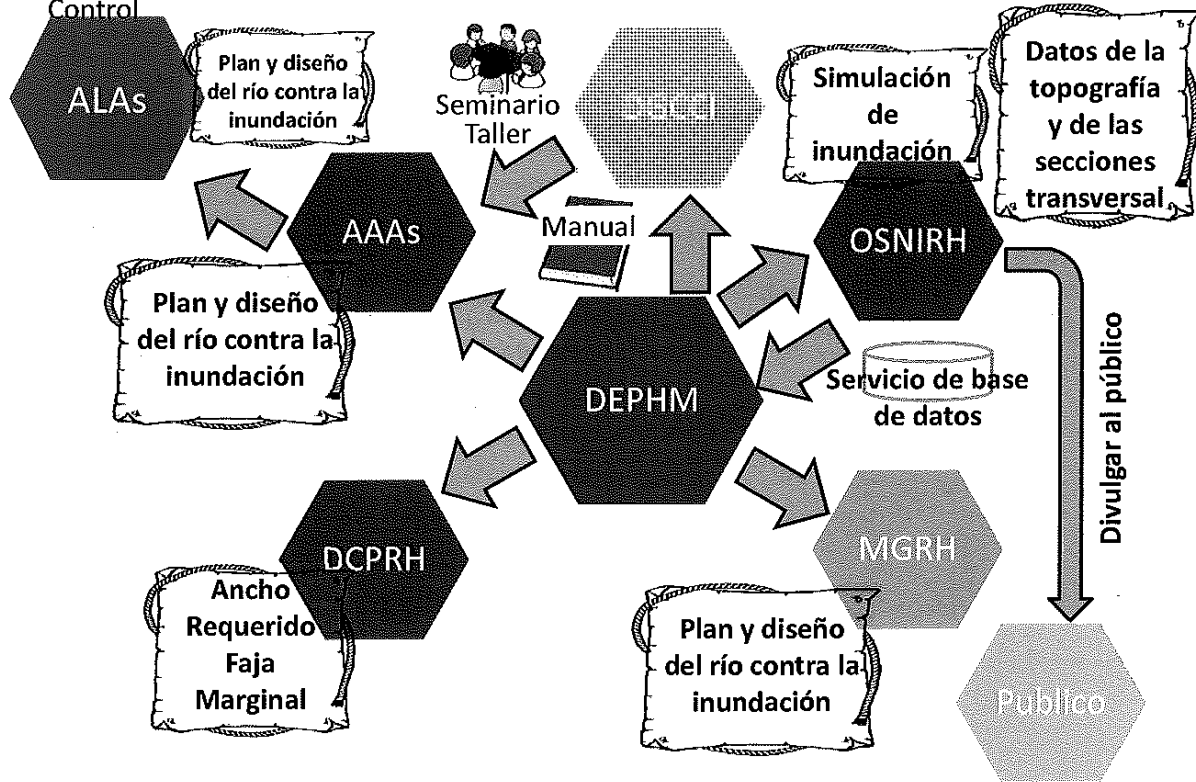 Control
ALAs
Plan y diseño
del río contra la
inundación
Seminario
Taller
Simulación
de
inundación
Datos de la
topografía
y de las
secciones
transversal
AAAs
Manual
OSNIRH
Plan y diseño
del río contra la
inundación
DEPHM
Servicio de base
de datos
Divulgar al público
DCPRH
Ancho
Requerido
Faja
Marginal
MGRH
Plan y diseño
del río contra la
inundación
Publico